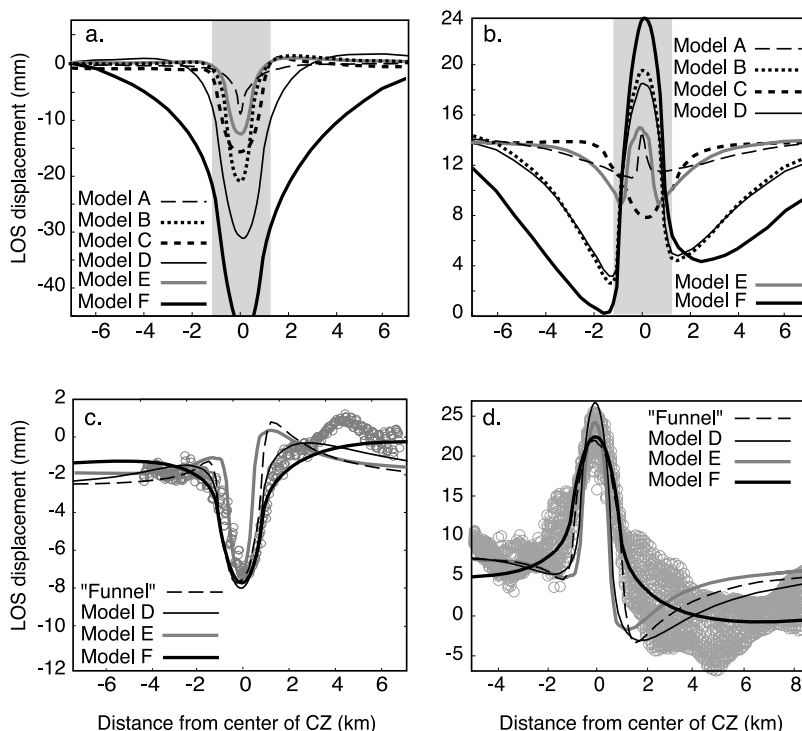 a.
LOS displacement (mm)
0
-10
-20
-30
-40
Model A
Model B
Model C
Model D
Model E
Model F
-6 -4 -2 0 2 4 6
b.
24
20
16
12
8
4
0
Model A
Model B
Model C
Model D
Model E
Model F
-6 -4 -2 0 2 4 6
c.
LOS displacement (mm)
2
0
-2
-4
-6
-8
-10
-12
"Funnel"
Model D
Model E
Model F
-6 -4 -2 0 2 4 6
Distance from center of CZ (km)
d.
25
20
15
10
5
0
-5
"Funnel"
Model D
Model E
Model F
-4 -2 0 2 4 6 8
Distance from center of CZ (km)